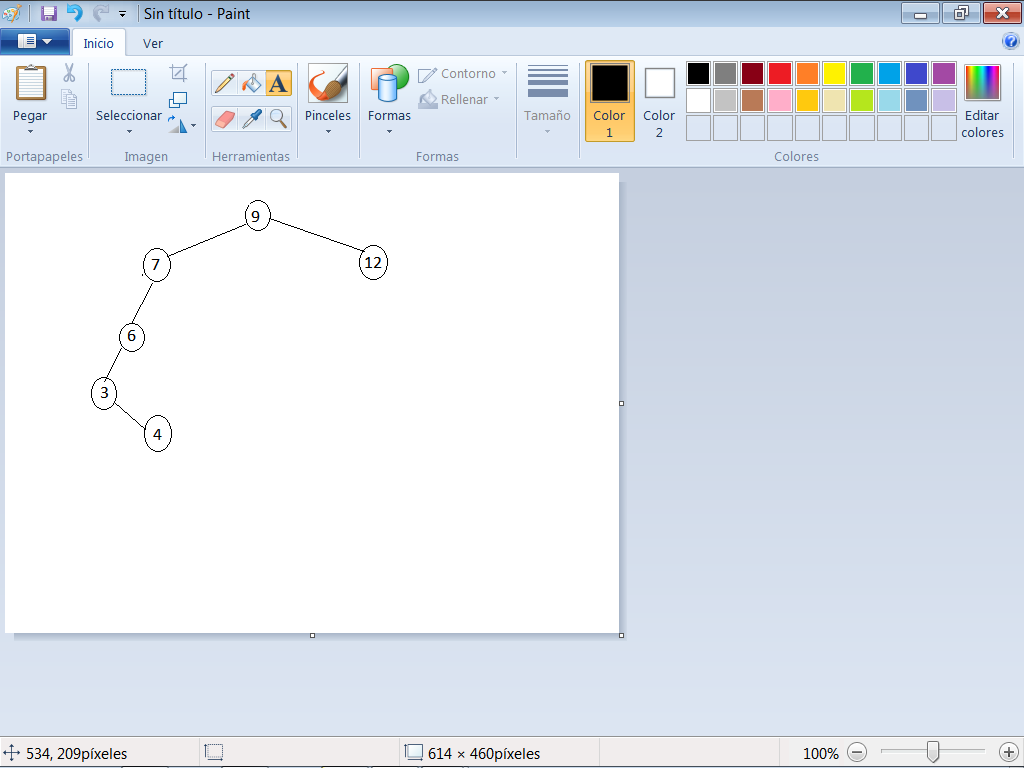 Sin título - Paint
Inicio Ver
Pegar Seleccionar Pinceles Formas Contorno Rellenar Tamaño Color 1 Color 2 Editar colores
Portapapeles Imagen Herramientas Formas Colores
9
7 12
6
3
4
534, 209píxeles 614 × 460píxeles 100%